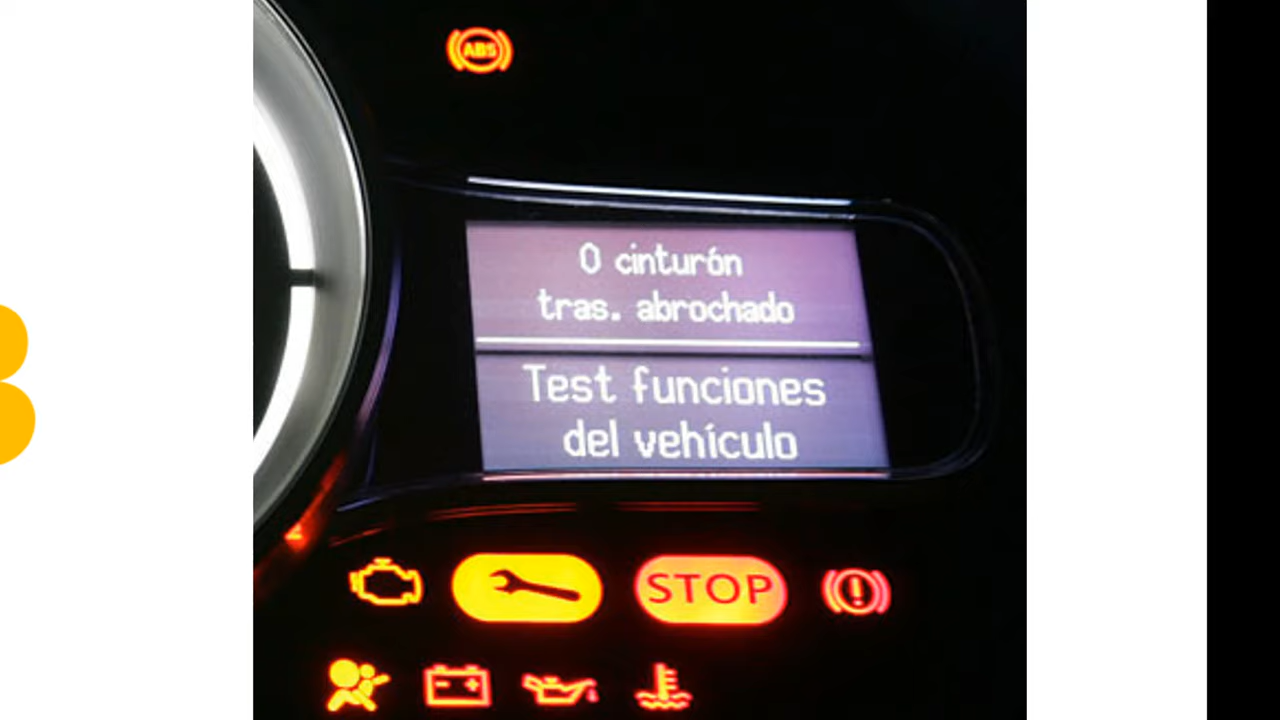 ABS
0 cinturón
tras. abrochado
Test funciones
del vehículo
STOP